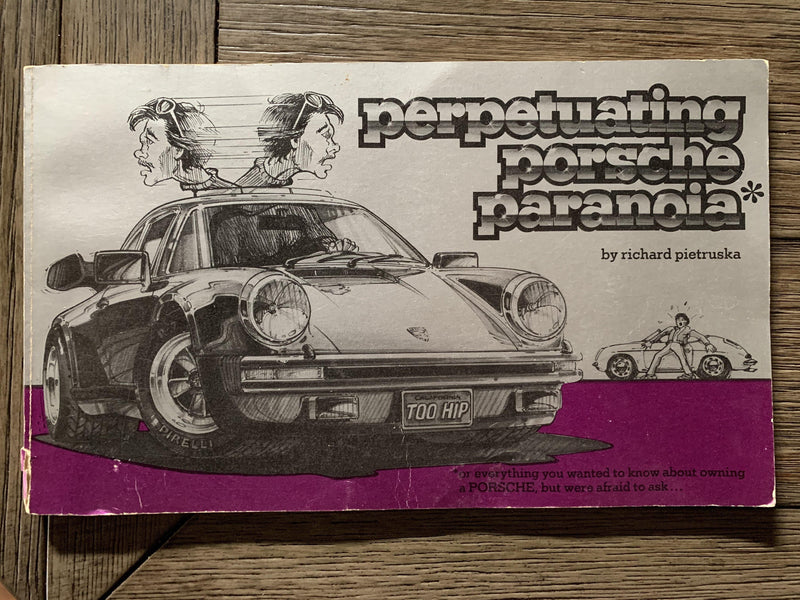 perpetuating
porsche
paranoia*
by richard pietruska
CALIFORNIA
TOO HIP
PIRELLI
*or everything you wanted to know about owning
a PORSCHE, but were afraid to ask...